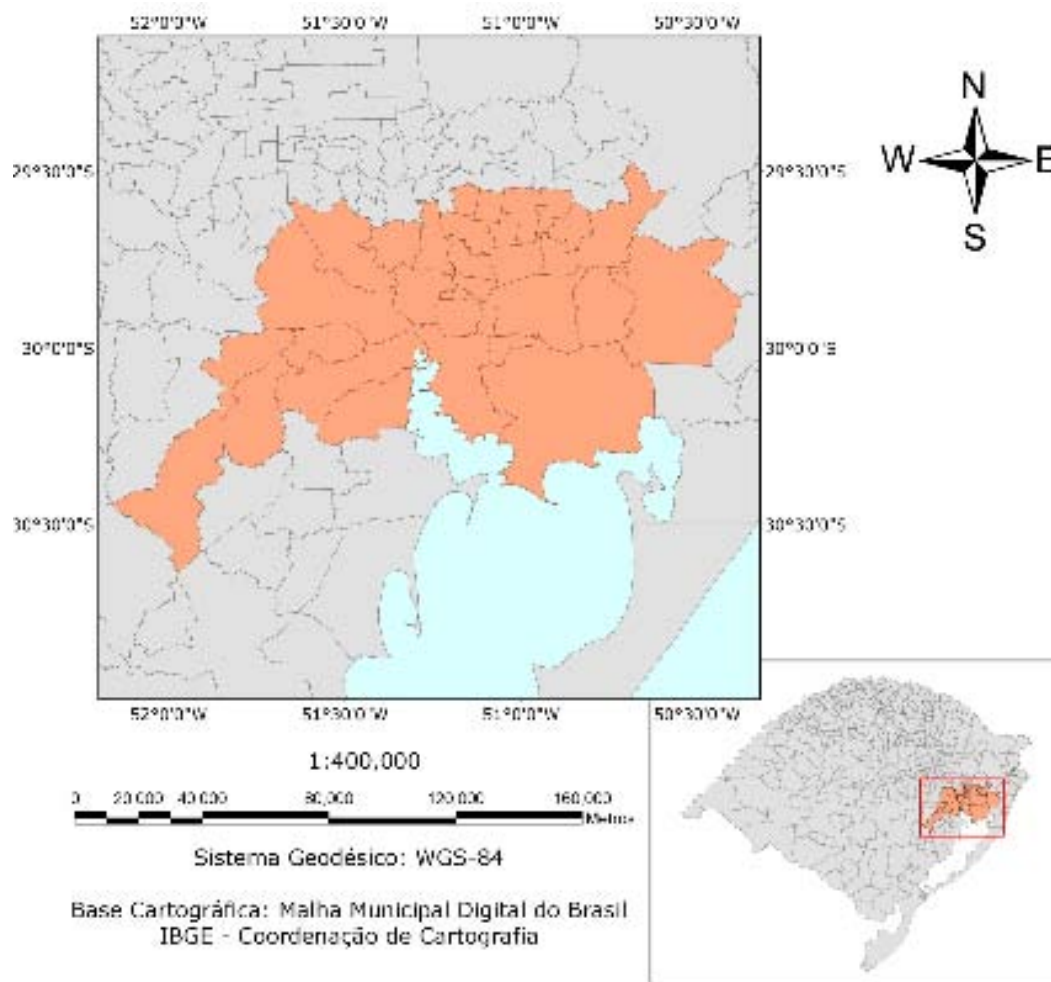 52°0'0"W 51°30'0"W 51°0'0"W 50°30'0"W
N
W E
S
29°30'0"S 29°30'0"S
30°0'0"S 30°0'0"S
30°30'0"S 30°30'0"S
52°0'0"W 51°30'0"W 51°0'0"W 50°30'0"W
1:400,000
0 20,000 40,000 80,000 120,000 160,000
Metros
Sistema Geodésico: WGS-84
Base Cartográfica: Malha Municipal Digital do Brasil
IBGE - Coordenação de Cartografia